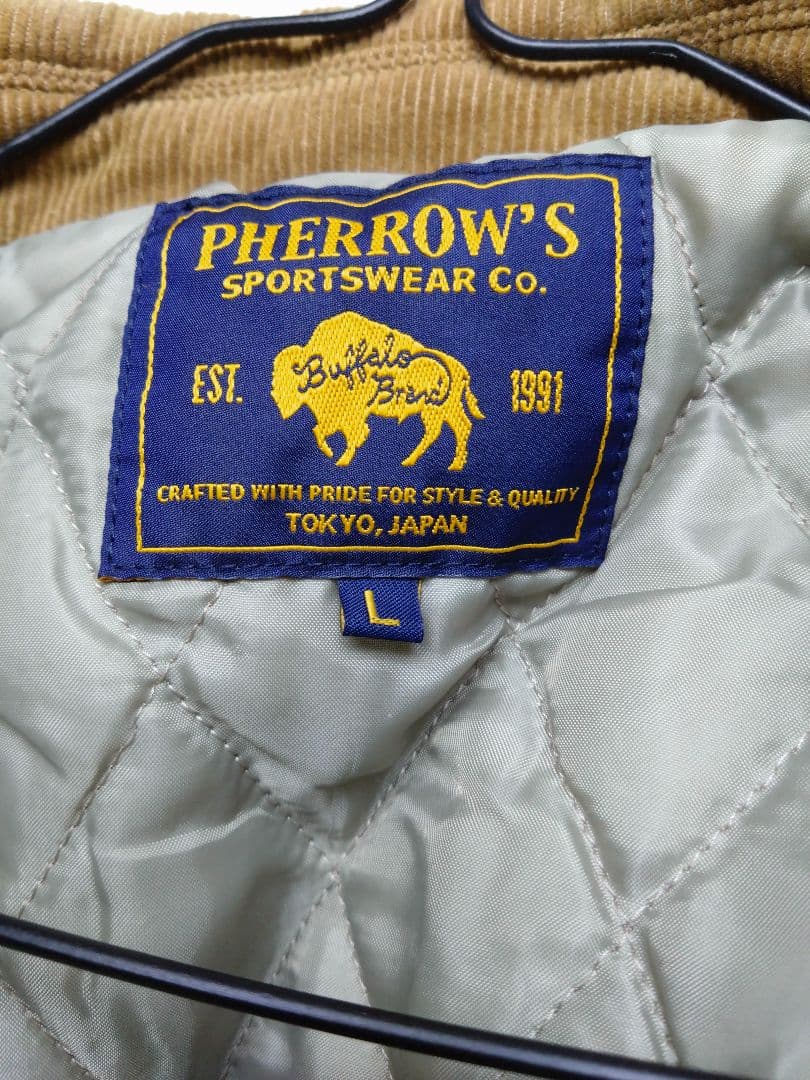 PHERROW'S
SPORTSWEAR CO.
EST.
Buffalo
Brand
1991
CRAFTED WITH PRIDE FOR STYLE & QUALITY
TOKYO, JAPAN
L